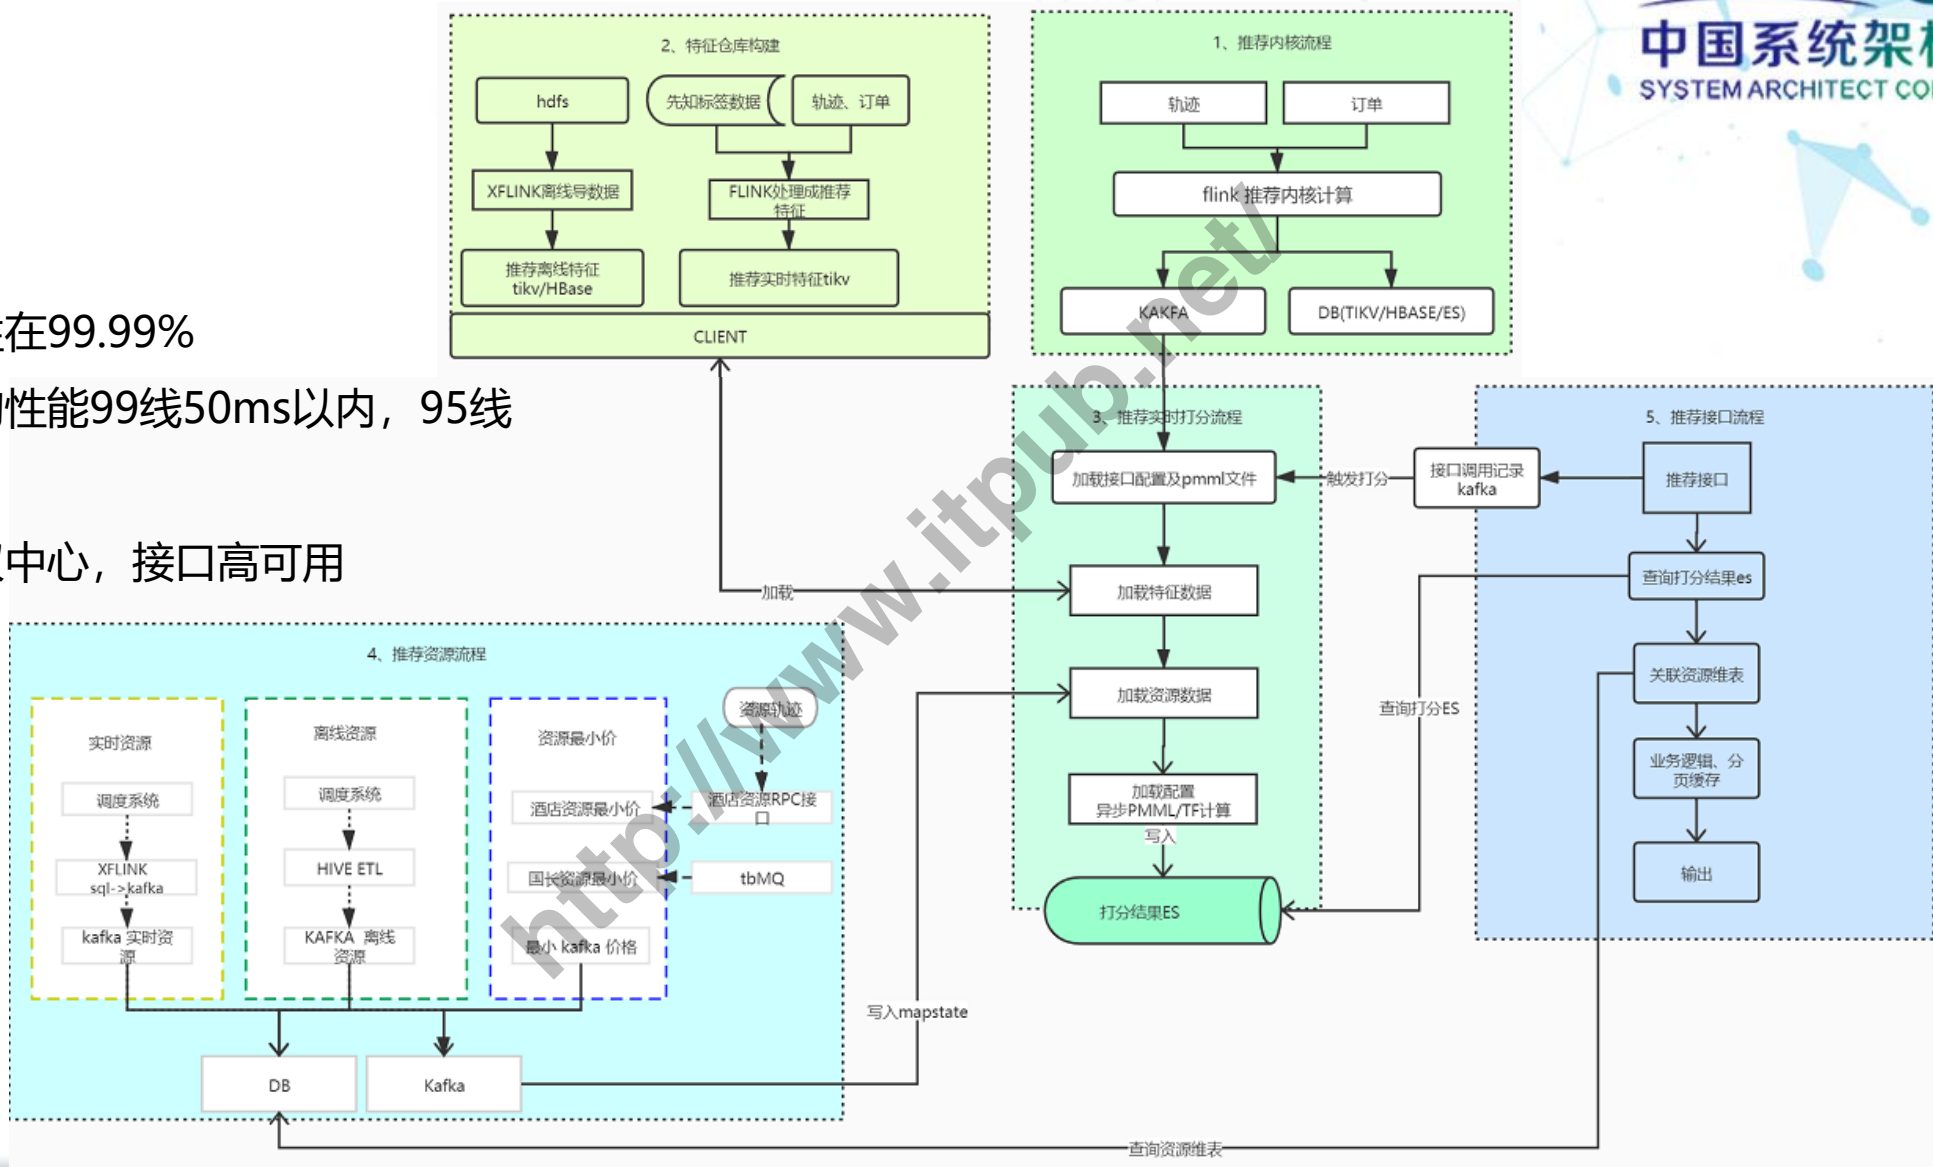 中国系统架
SYSTEM ARCHITECT CO
在99.99%
性能99线50ms以内，95线
中心，接口高可用
2、特征仓库构建
hdfs
先知标签数据
轨迹、订单
XFLINK离线导数据
FLINK处理成推荐
特征
推荐离线特征
tikv/HBase
推荐实时特征tikv
CLIENT
1、推荐内核流程
轨迹
订单
flink 推荐内核计算
KAKFA
DB(TIKV/HBASE/ES)
3、推荐实时打分流程
加载接口配置及pmml文件
触发打分
加载特征数据
加载
加载资源数据
加载配置
异步PMML/TF计算
写入
打分结果ES
5、推荐接口流程
接口调用记录
kafka
推荐接口
查询打分结果es
关联资源维表
查询打分ES
业务逻辑、分
页缓存
输出
4、推荐资源流程
实时资源
调度系统
XFLINK
sql->kafka
kafka 实时资
源
离线资源
调度系统
HIVE ETL
KAFKA 离线
资源
资源最小价
资源轨迹
酒店资源最小价
酒店资源RPC接
口
国长资源最小价
tbMQ
最小 kafka 价格
写入mapstate
DB
Kafka
查询资源维表
http://www.itpub.net/